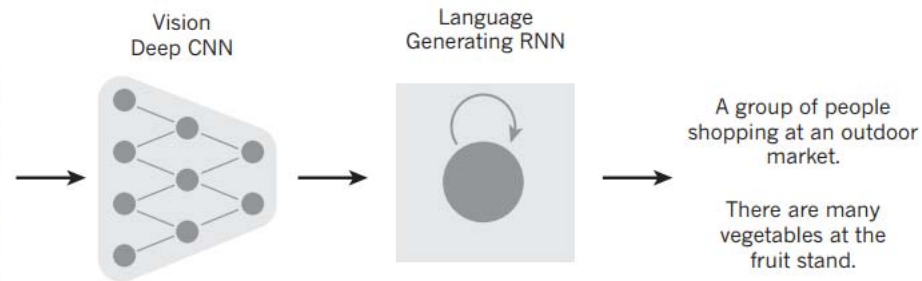 Vision
Deep CNN
Language
Generating RNN
A group of people
shopping at an outdoor
market.
There are many
vegetables at the
fruit stand.